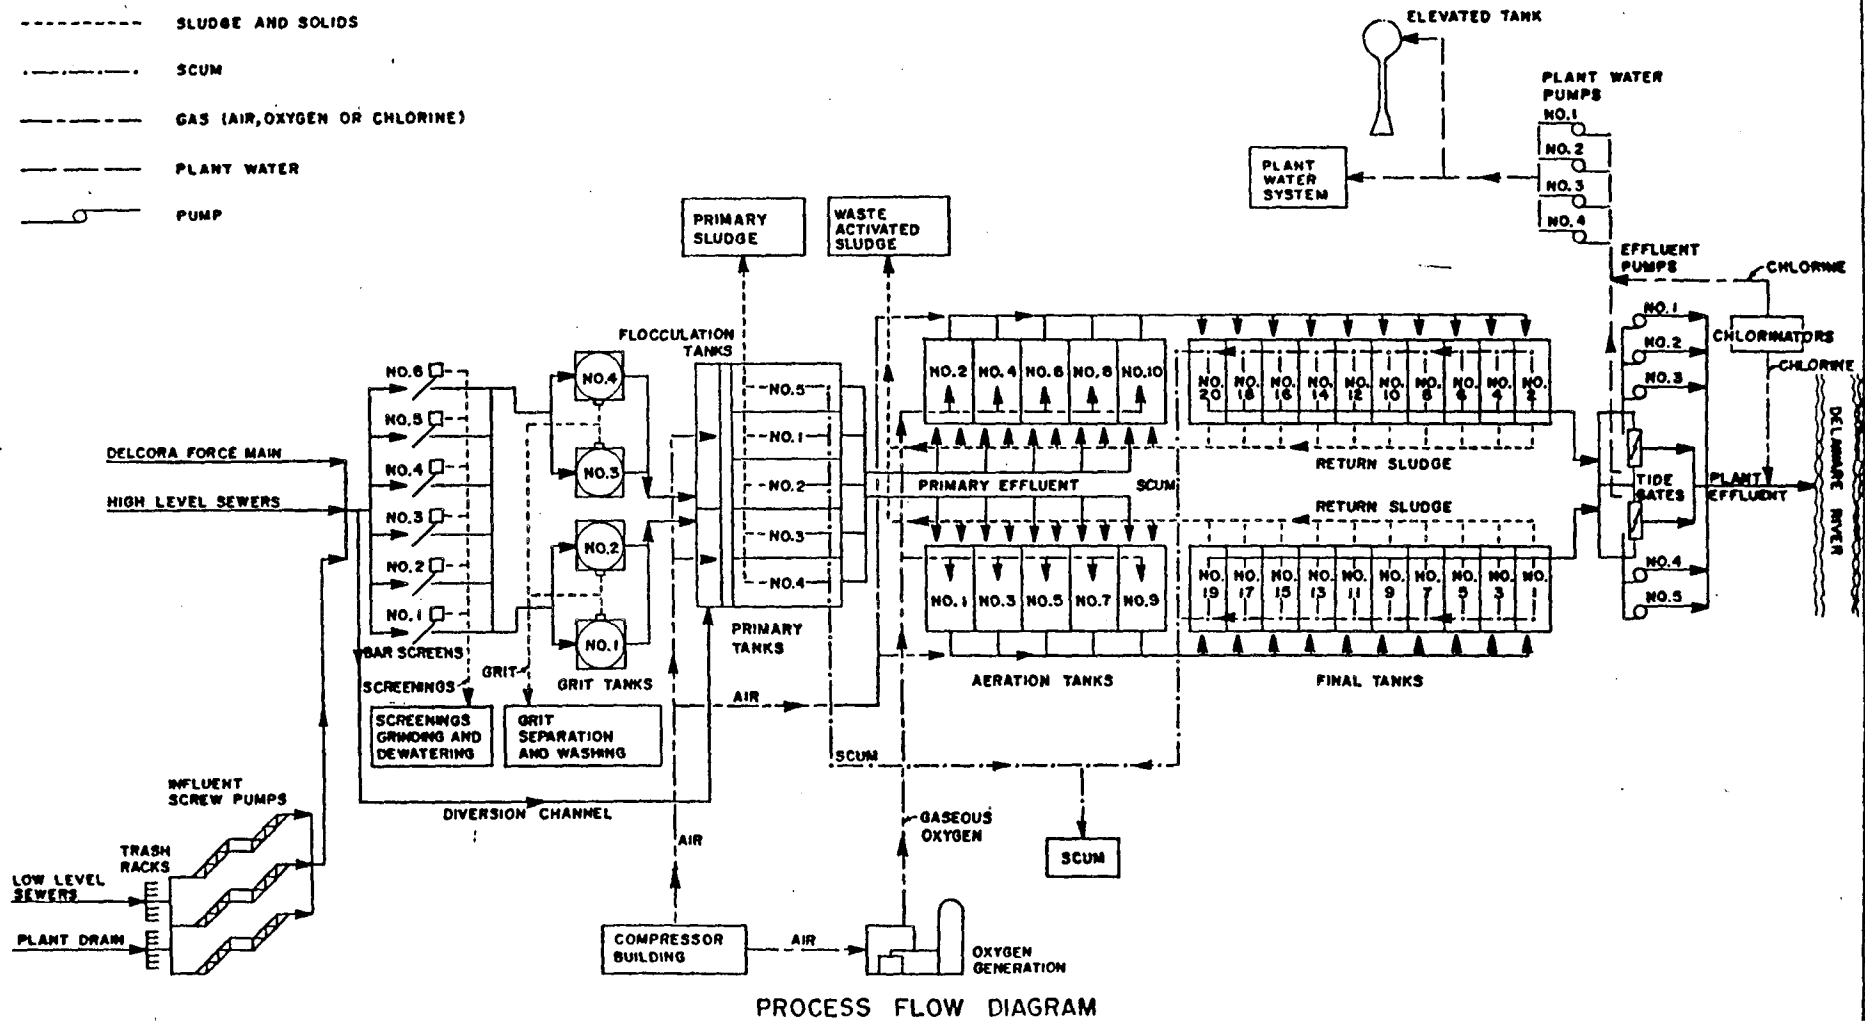 SLUDGE AND SOLIDS
SCUM
GAS (AIR, OXYGEN OR CHLORINE)
PLANT WATER
PUMP
ELEVATED TANK
PLANT WATER
PUMPS
NO.1
NO.2
NO.3
NO.4
PLANT
WATER
SYSTEM
PRIMARY
SLUDGE
WASTE
ACTIVATED
SLUDGE
EFFLUENT
PUMPS
CHLORINE
NO.1
NO.2
NO.3
CHLORINATORS
CHLORINE
FLOCCULATION
TANKS
NO.6
NO.5
NO.4
NO.3
NO.2
NO.1
BAR SCREENS
NO.4
NO.3
NO.2
NO.1
GRIT TANKS
NO.5
NO.1
NO.2
NO.3
NO.4
PRIMARY
TANKS
NO.2 NO.4 NO.6 NO.8 NO.10
NO. NO. NO. NO. NO. NO. NO. NO. NO. NO.
20 18 16 14 12 10 8 6 4 2
RETURN SLUDGE
PRIMARY EFFLUENT
SCUM
RETURN SLUDGE
NO.1 NO.3 NO.5 NO.7 NO.9
NO. NO. NO. NO. NO. NO. NO. NO. NO. NO.
19 17 15 13 11 9 7 5 3 1
AERATION TANKS
FINAL TANKS
TIDE
GATES
PLANT
EFFLUENT
DELAWARE RIVER
NO.4
NO.5
DELCORA FORCE MAIN
HIGH LEVEL SEWERS
SCREENINGS
GRIT
SCREENINGS
GRINDING AND
DEWATERING
GRIT
SEPARATION
AND WASHING
AIR
SCUM
DIVERSION CHANNEL
AIR
GASEOUS
OXYGEN
SCUM
INFLUENT
SCREW PUMPS
TRASH
RACKS
LOW LEVEL
SEWERS
PLANT DRAIN
COMPRESSOR
BUILDING
AIR
OXYGEN
GENERATION
PROCESS FLOW DIAGRAM